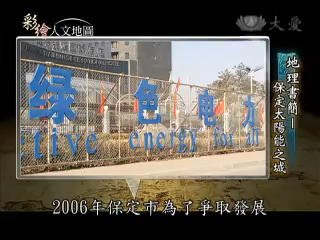 彩繪人文地圖
大愛
地理書簡—
保定太陽能之城
绿色电力
tive energy for all
2006年保定市為了爭取發展